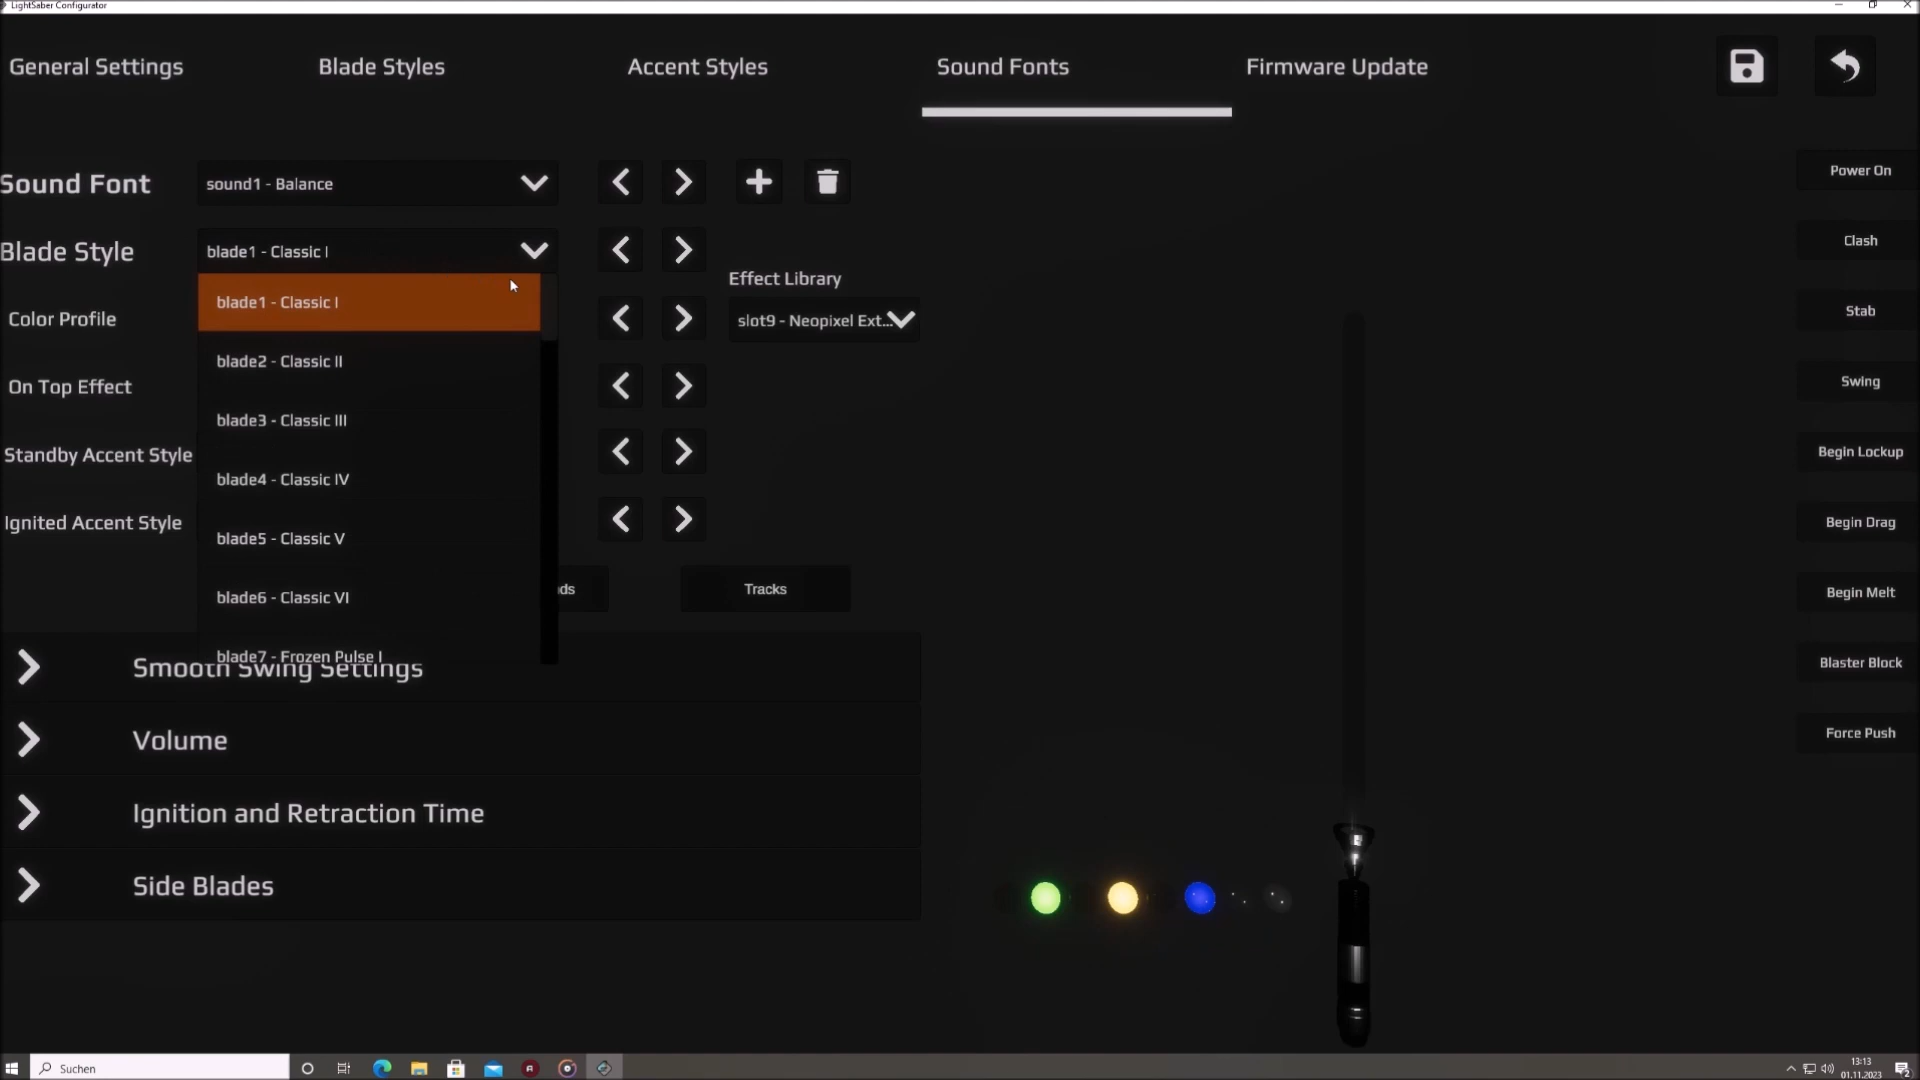 LightSaber Configurator
General Settings
Blade Styles
Accent Styles
Sound Fonts
Firmware Update
Sound Font
sound1 - Balance
Blade Style
blade1 - Classic I
blade1 - Classic I
blade2 - Classic II
blade3 - Classic III
blade4 - Classic IV
blade5 - Classic V
blade6 - Classic VI
blade7 - Frozen Pulse I
Color Profile
On Top Effect
Standby Accent Style
Ignited Accent Style
Effect Library
slot9 - Neopixel Ext...
ds
Tracks
Smooth Swing Settings
Volume
Ignition and Retraction Time
Side Blades
Power On
Clash
Stab
Swing
Begin Lockup
Begin Drag
Begin Melt
Blaster Block
Force Push
Suchen
13:13
01.11.2023
2